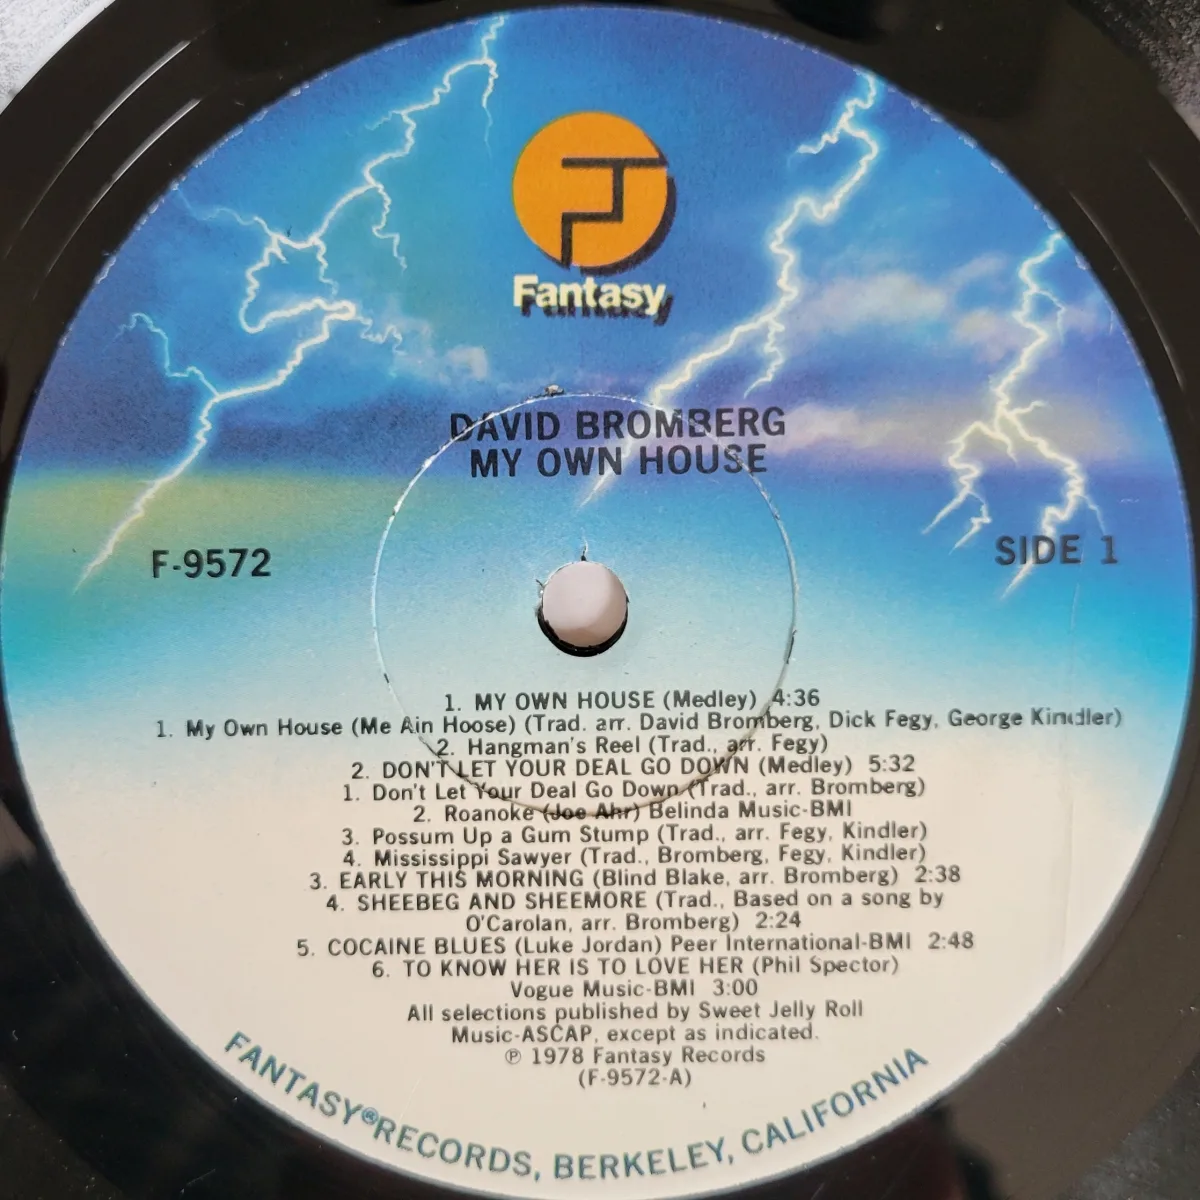 Fantasy
DAVID BROMBERG
MY OWN HOUSE
F-9572
SIDE 1
1. MY OWN HOUSE (Medley) 4:36
1. My Own House (Me Ain Hoose) (Trad. arr. David Bromberg, Dick Fegy, George Kindler)
2. Hangman's Reel (Trad., arr. Fegy)
2. DON'T LET YOUR DEAL GO DOWN (Medley) 5:32
1. Don't Let Your Deal Go Down (Trad., arr. Bromberg)
2. Roanoke (Joe Ahr) Belinda Music-BMI
3. Possum Up a Gum Stump (Trad., arr. Fegy, Kindler)
4. Mississippi Sawyer (Trad., Bromberg, Fegy, Kindler)
3. EARLY THIS MORNING (Blind Blake, arr. Bromberg) 2:38
4. SHEEBEG AND SHEEMORE (Trad., Based on a song by
O'Carolan, arr. Bromberg) 2:24
5. COCAINE BLUES (Luke Jordan) Peer International-BMI 2:48
6. TO KNOW HER IS TO LOVE HER (Phil Spector)
Vogue Music-BMI 3:00
All selections published by Sweet Jelly Roll
Music-ASCAP, except as indicated.
℗ 1978 Fantasy Records
(F-9572-A)
FANTASY® RECORDS, BERKELEY, CALIFORNIA